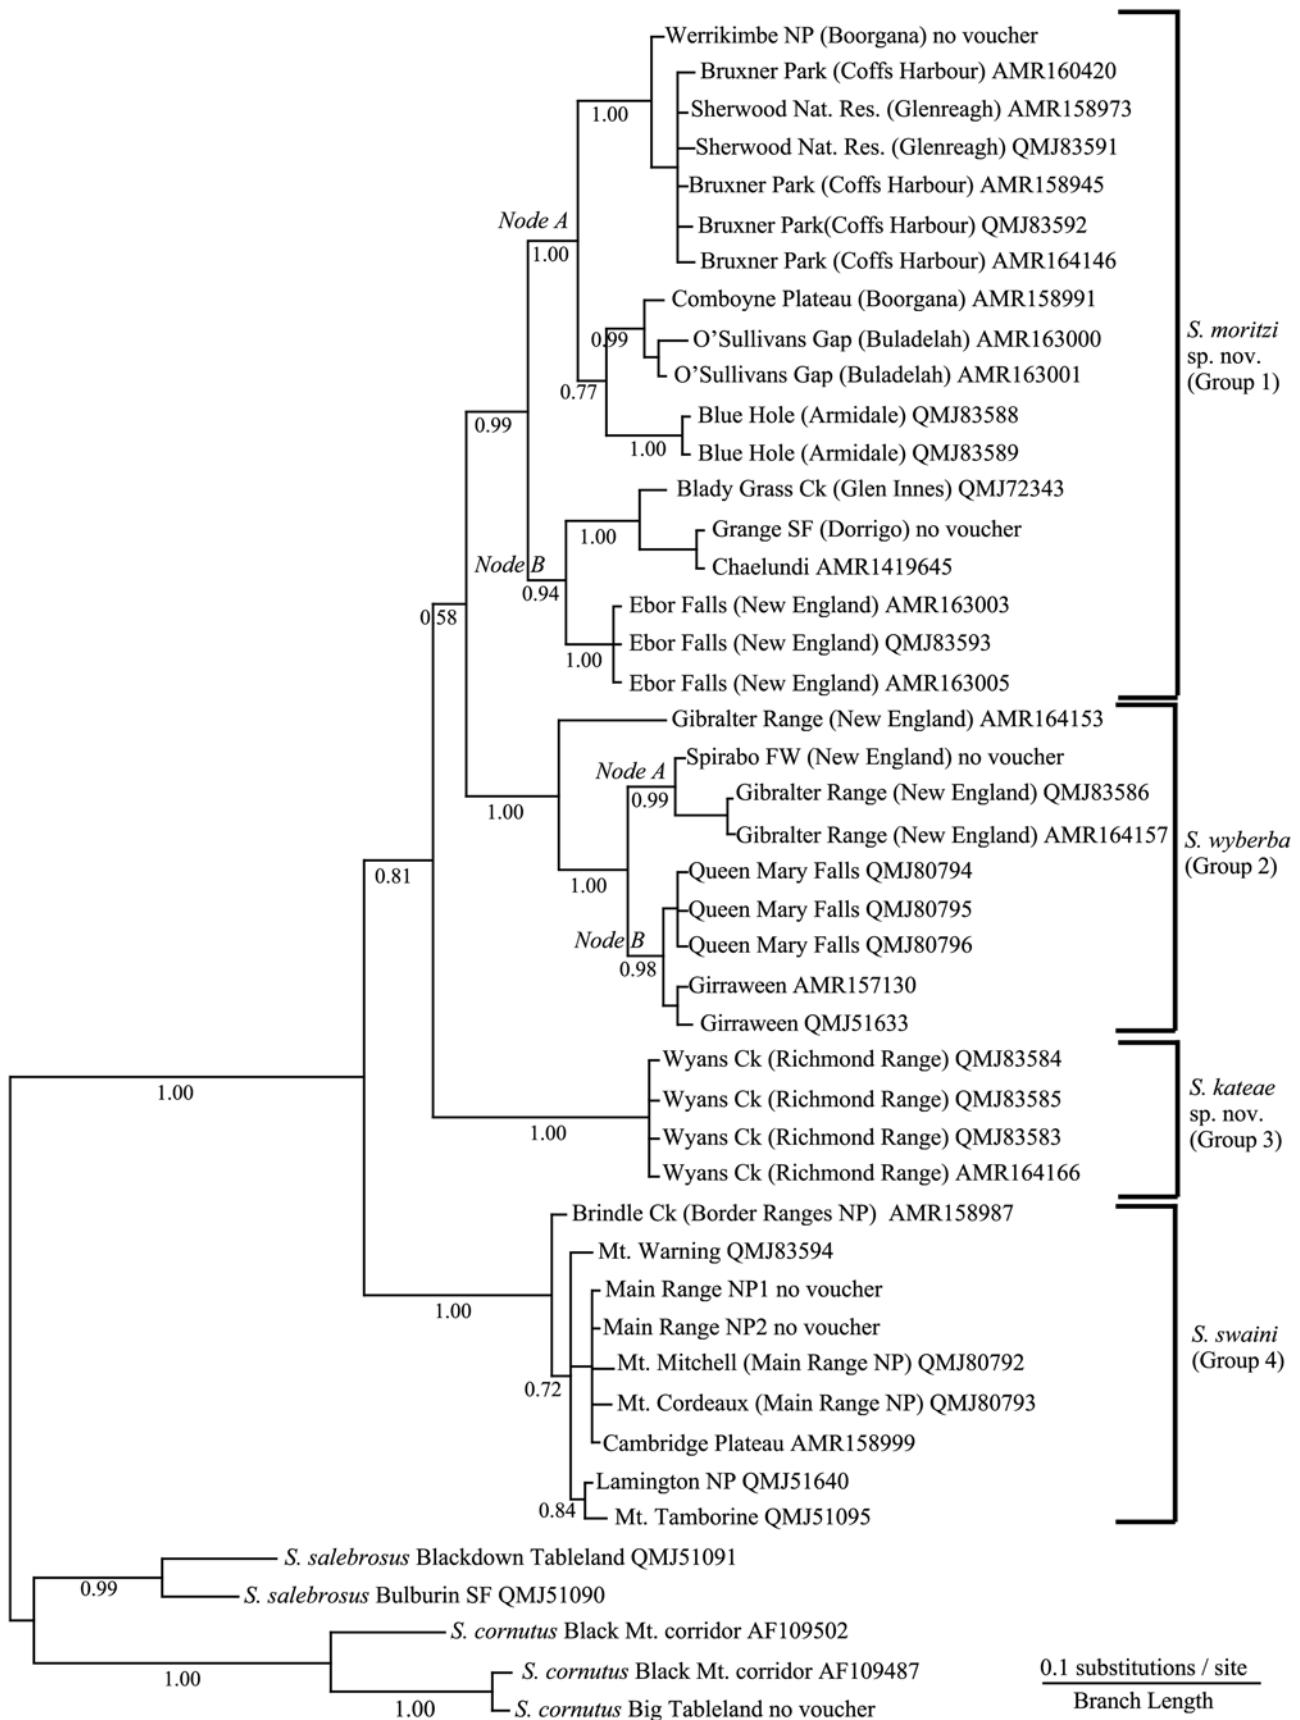 Werrikimbe NP (Boorgana) no voucher
Bruxner Park (Coffs Harbour) AMR160420
1.00
Sherwood Nat. Res. (Glenreagh) AMR158973
Sherwood Nat. Res. (Glenreagh) QMJ83591
Bruxner Park (Coffs Harbour) AMR158945
Node A
Bruxner Park(Coffs Harbour) QMJ83592
1.00
Bruxner Park (Coffs Harbour) AMR164146
Comboyne Plateau (Boorgana) AMR158991
0.99
O'Sullivans Gap (Buladelah) AMR163000
O'Sullivans Gap (Buladelah) AMR163001
0.77
S. moritzi
sp. nov.
(Group 1)
0.99
Blue Hole (Armidale) QMJ83588
1.00
Blue Hole (Armidale) QMJ83589
Blady Grass Ck (Glen Innes) QMJ72343
1.00
Grange SF (Dorrigo) no voucher
Node B
Chaelundi AMR1419645
0.94
0.58
Ebor Falls (New England) AMR163003
Ebor Falls (New England) QMJ83593
1.00
Ebor Falls (New England) AMR163005
Gibralter Range (New England) AMR164153
Spirabo FW (New England) no voucher
Node A
0.99
Gibralter Range (New England) QMJ83586
1.00
Gibralter Range (New England) AMR164157
S. wyberba
(Group 2)
0.81
Queen Mary Falls QMJ80794
1.00
Queen Mary Falls QMJ80795
Node B
Queen Mary Falls QMJ80796
0.98
Girraween AMR157130
Girraween QMJ51633
Wyans Ck (Richmond Range) QMJ83584
1.00
Wyans Ck (Richmond Range) QMJ83585
1.00
Wyans Ck (Richmond Range) QMJ83583
Wyans Ck (Richmond Range) AMR164166
S. kateae
sp. nov.
(Group 3)
Brindle Ck (Border Ranges NP) AMR158987
Mt. Warning QMJ83594
Main Range NP1 no voucher
1.00
Main Range NP2 no voucher
Mt. Mitchell (Main Range NP) QMJ80792
0.72
Mt. Cordeaux (Main Range NP) QMJ80793
Cambridge Plateau AMR158999
S. swaini
(Group 4)
Lamington NP QMJ51640
0.84
Mt. Tamborine QMJ51095
S. salebrosus Blackdown Tableland QMJ51091
0.99
S. salebrosus Bulburin SF QMJ51090
S. cornutus Black Mt. corridor AF109502
1.00
S. cornutus Black Mt. corridor AF109487
1.00
S. cornutus Big Tableland no voucher
0.1 substitutions / site
Branch Length